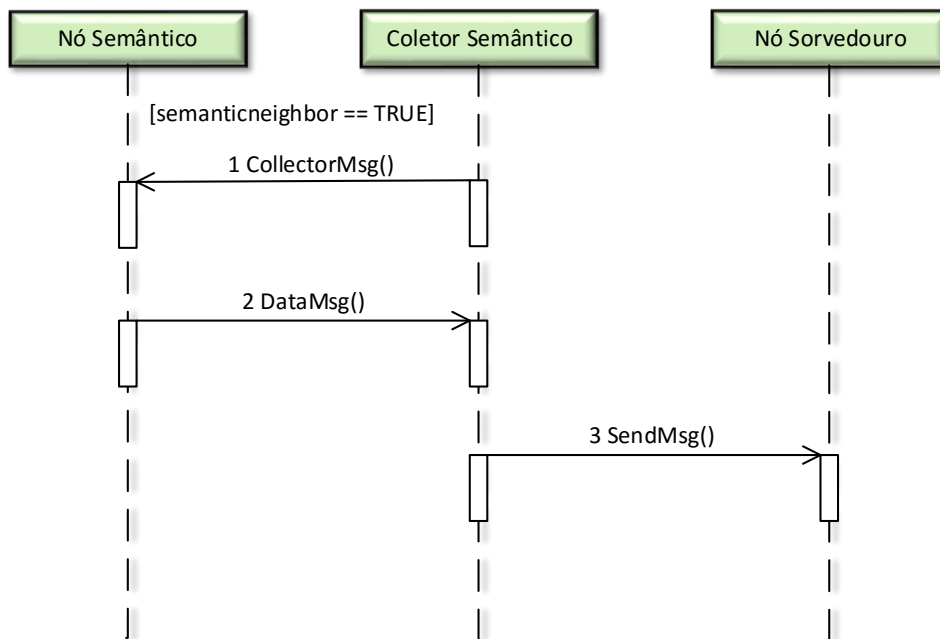 Nó Semântico
Coletor Semântico
Nó Sorvedouro
[semanticneighbor == TRUE]
1 CollectorMsg()
2 DataMsg()
3 SendMsg()